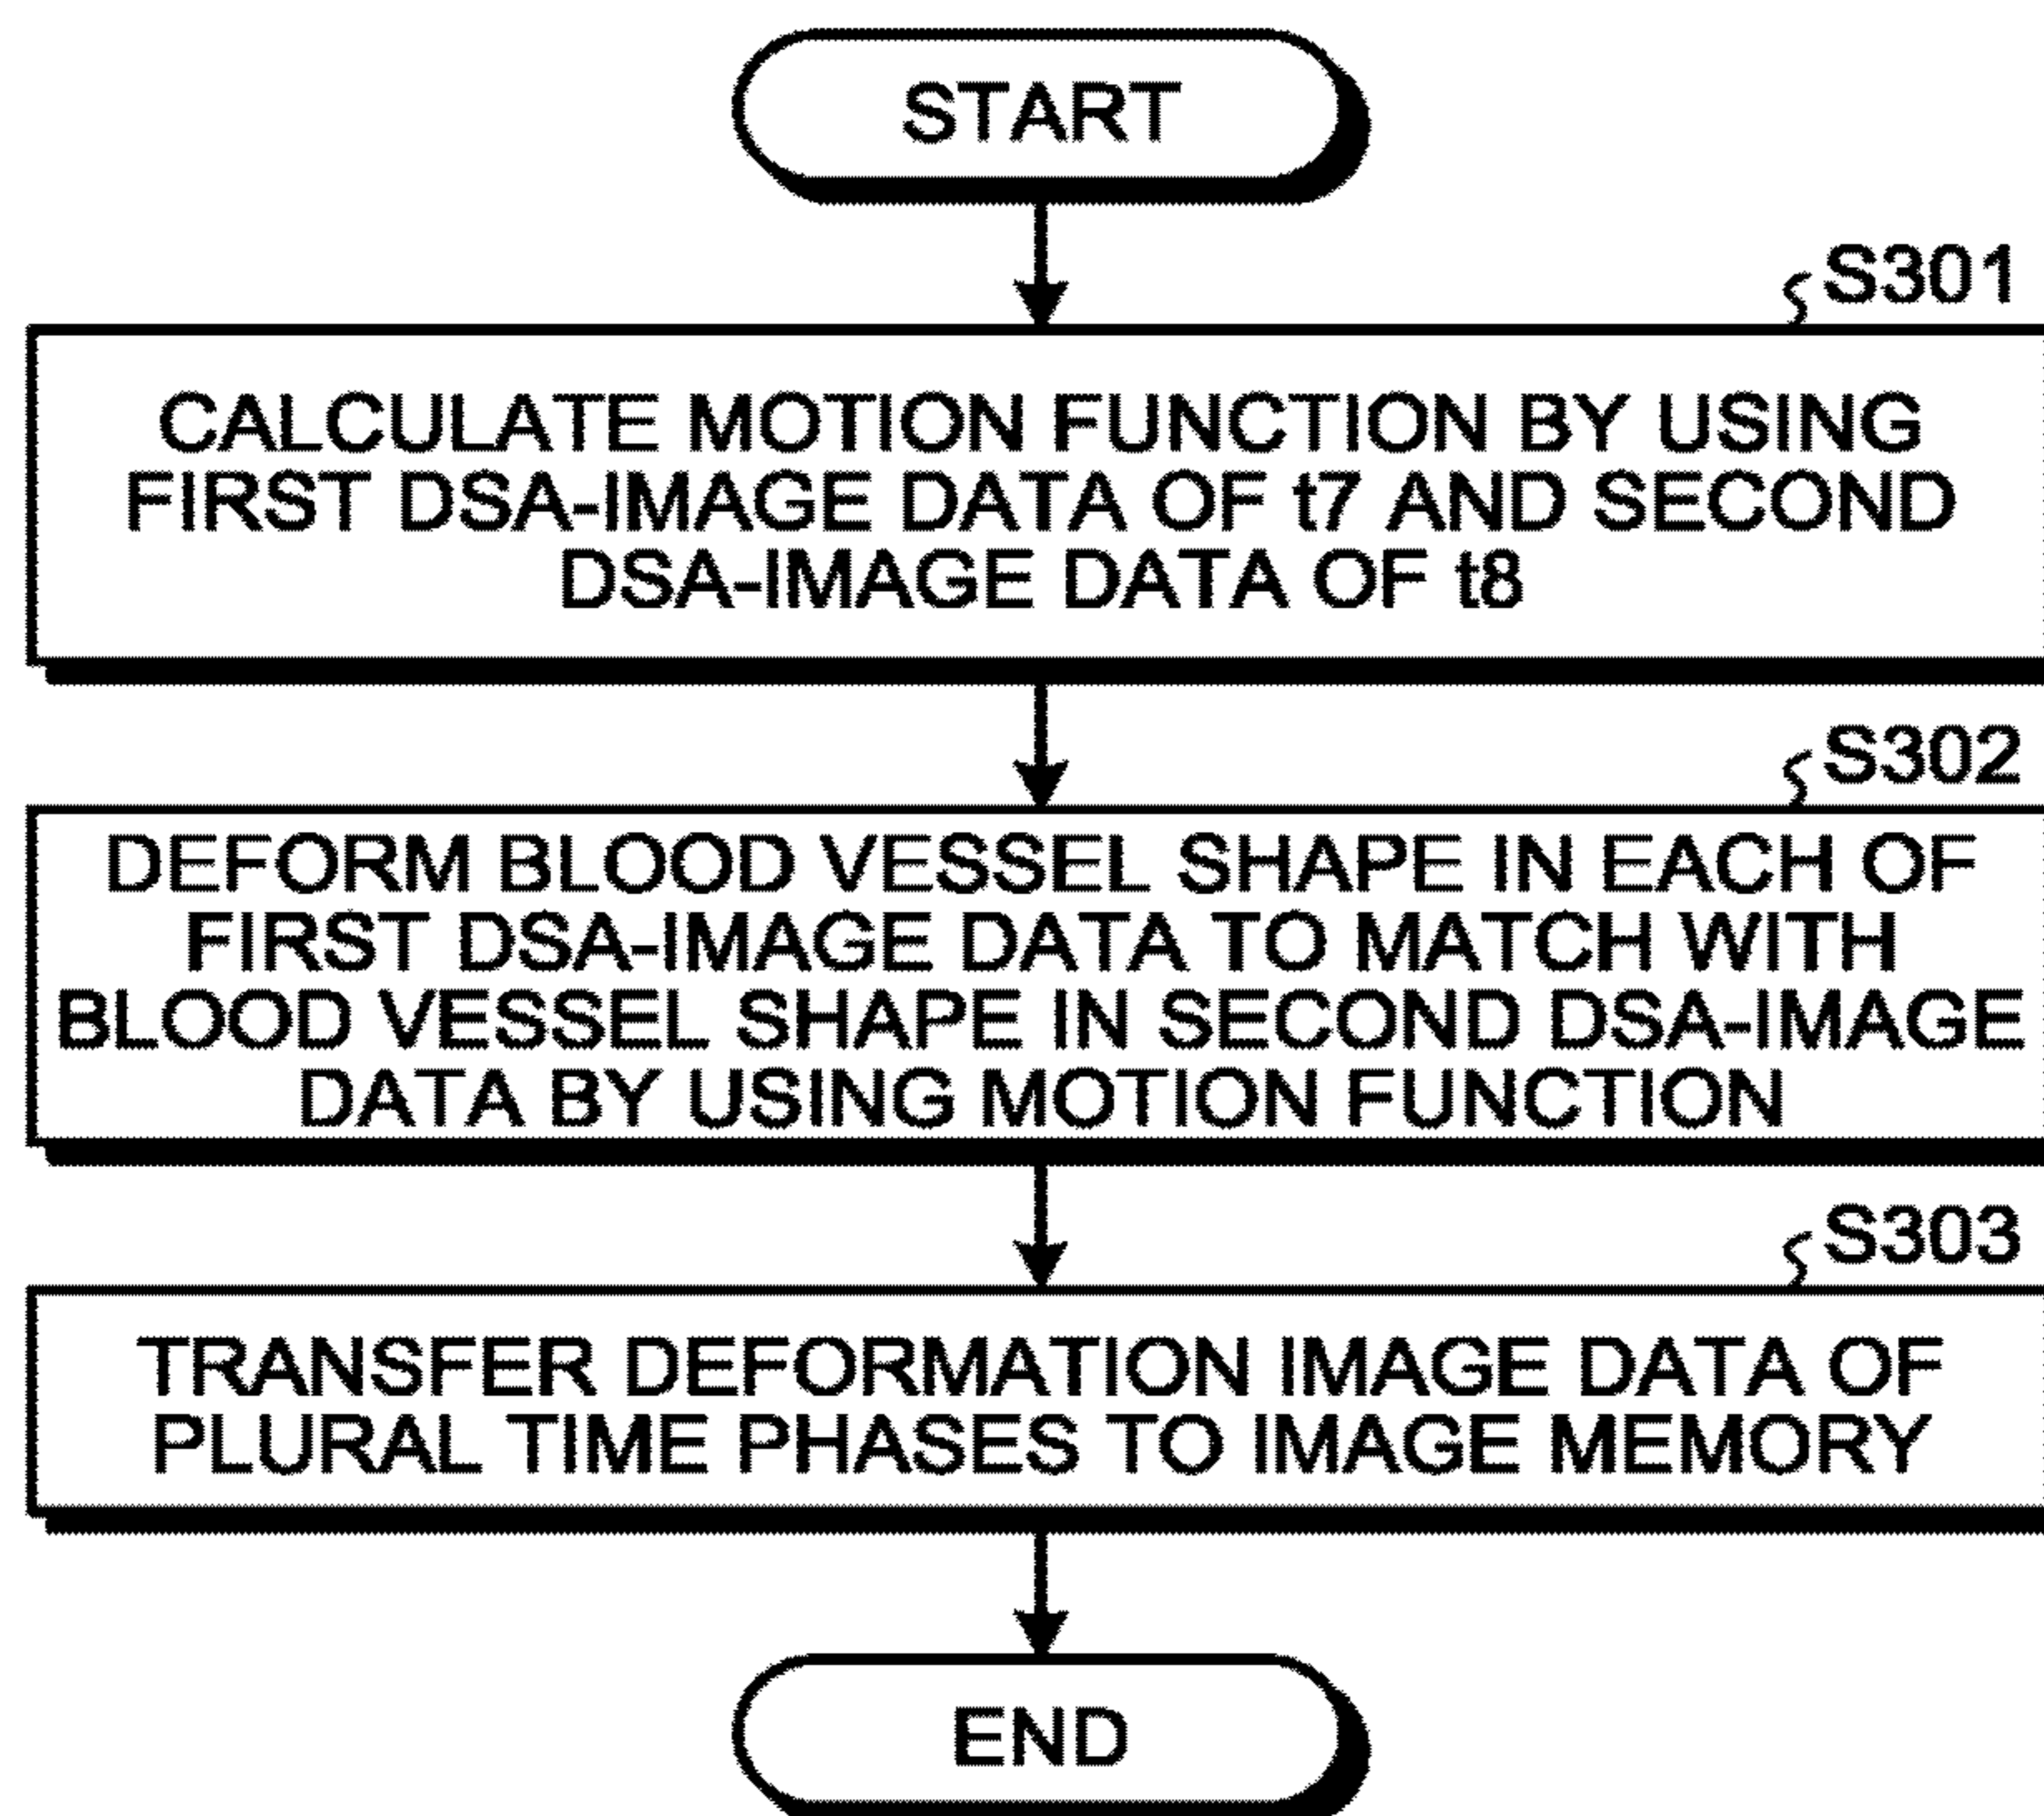 START
S301
CALCULATE MOTION FUNCTION BY USING
FIRST DSA-IMAGE DATA OF t7 AND SECOND
DSA-IMAGE DATA OF t8
S302
DEFORM BLOOD VESSEL SHAPE IN EACH OF
FIRST DSA-IMAGE DATA TO MATCH WITH
BLOOD VESSEL SHAPE IN SECOND DSA-IMAGE
DATA BY USING MOTION FUNCTION
S303
TRANSFER DEFORMATION IMAGE DATA OF
PLURAL TIME PHASES TO IMAGE MEMORY
END